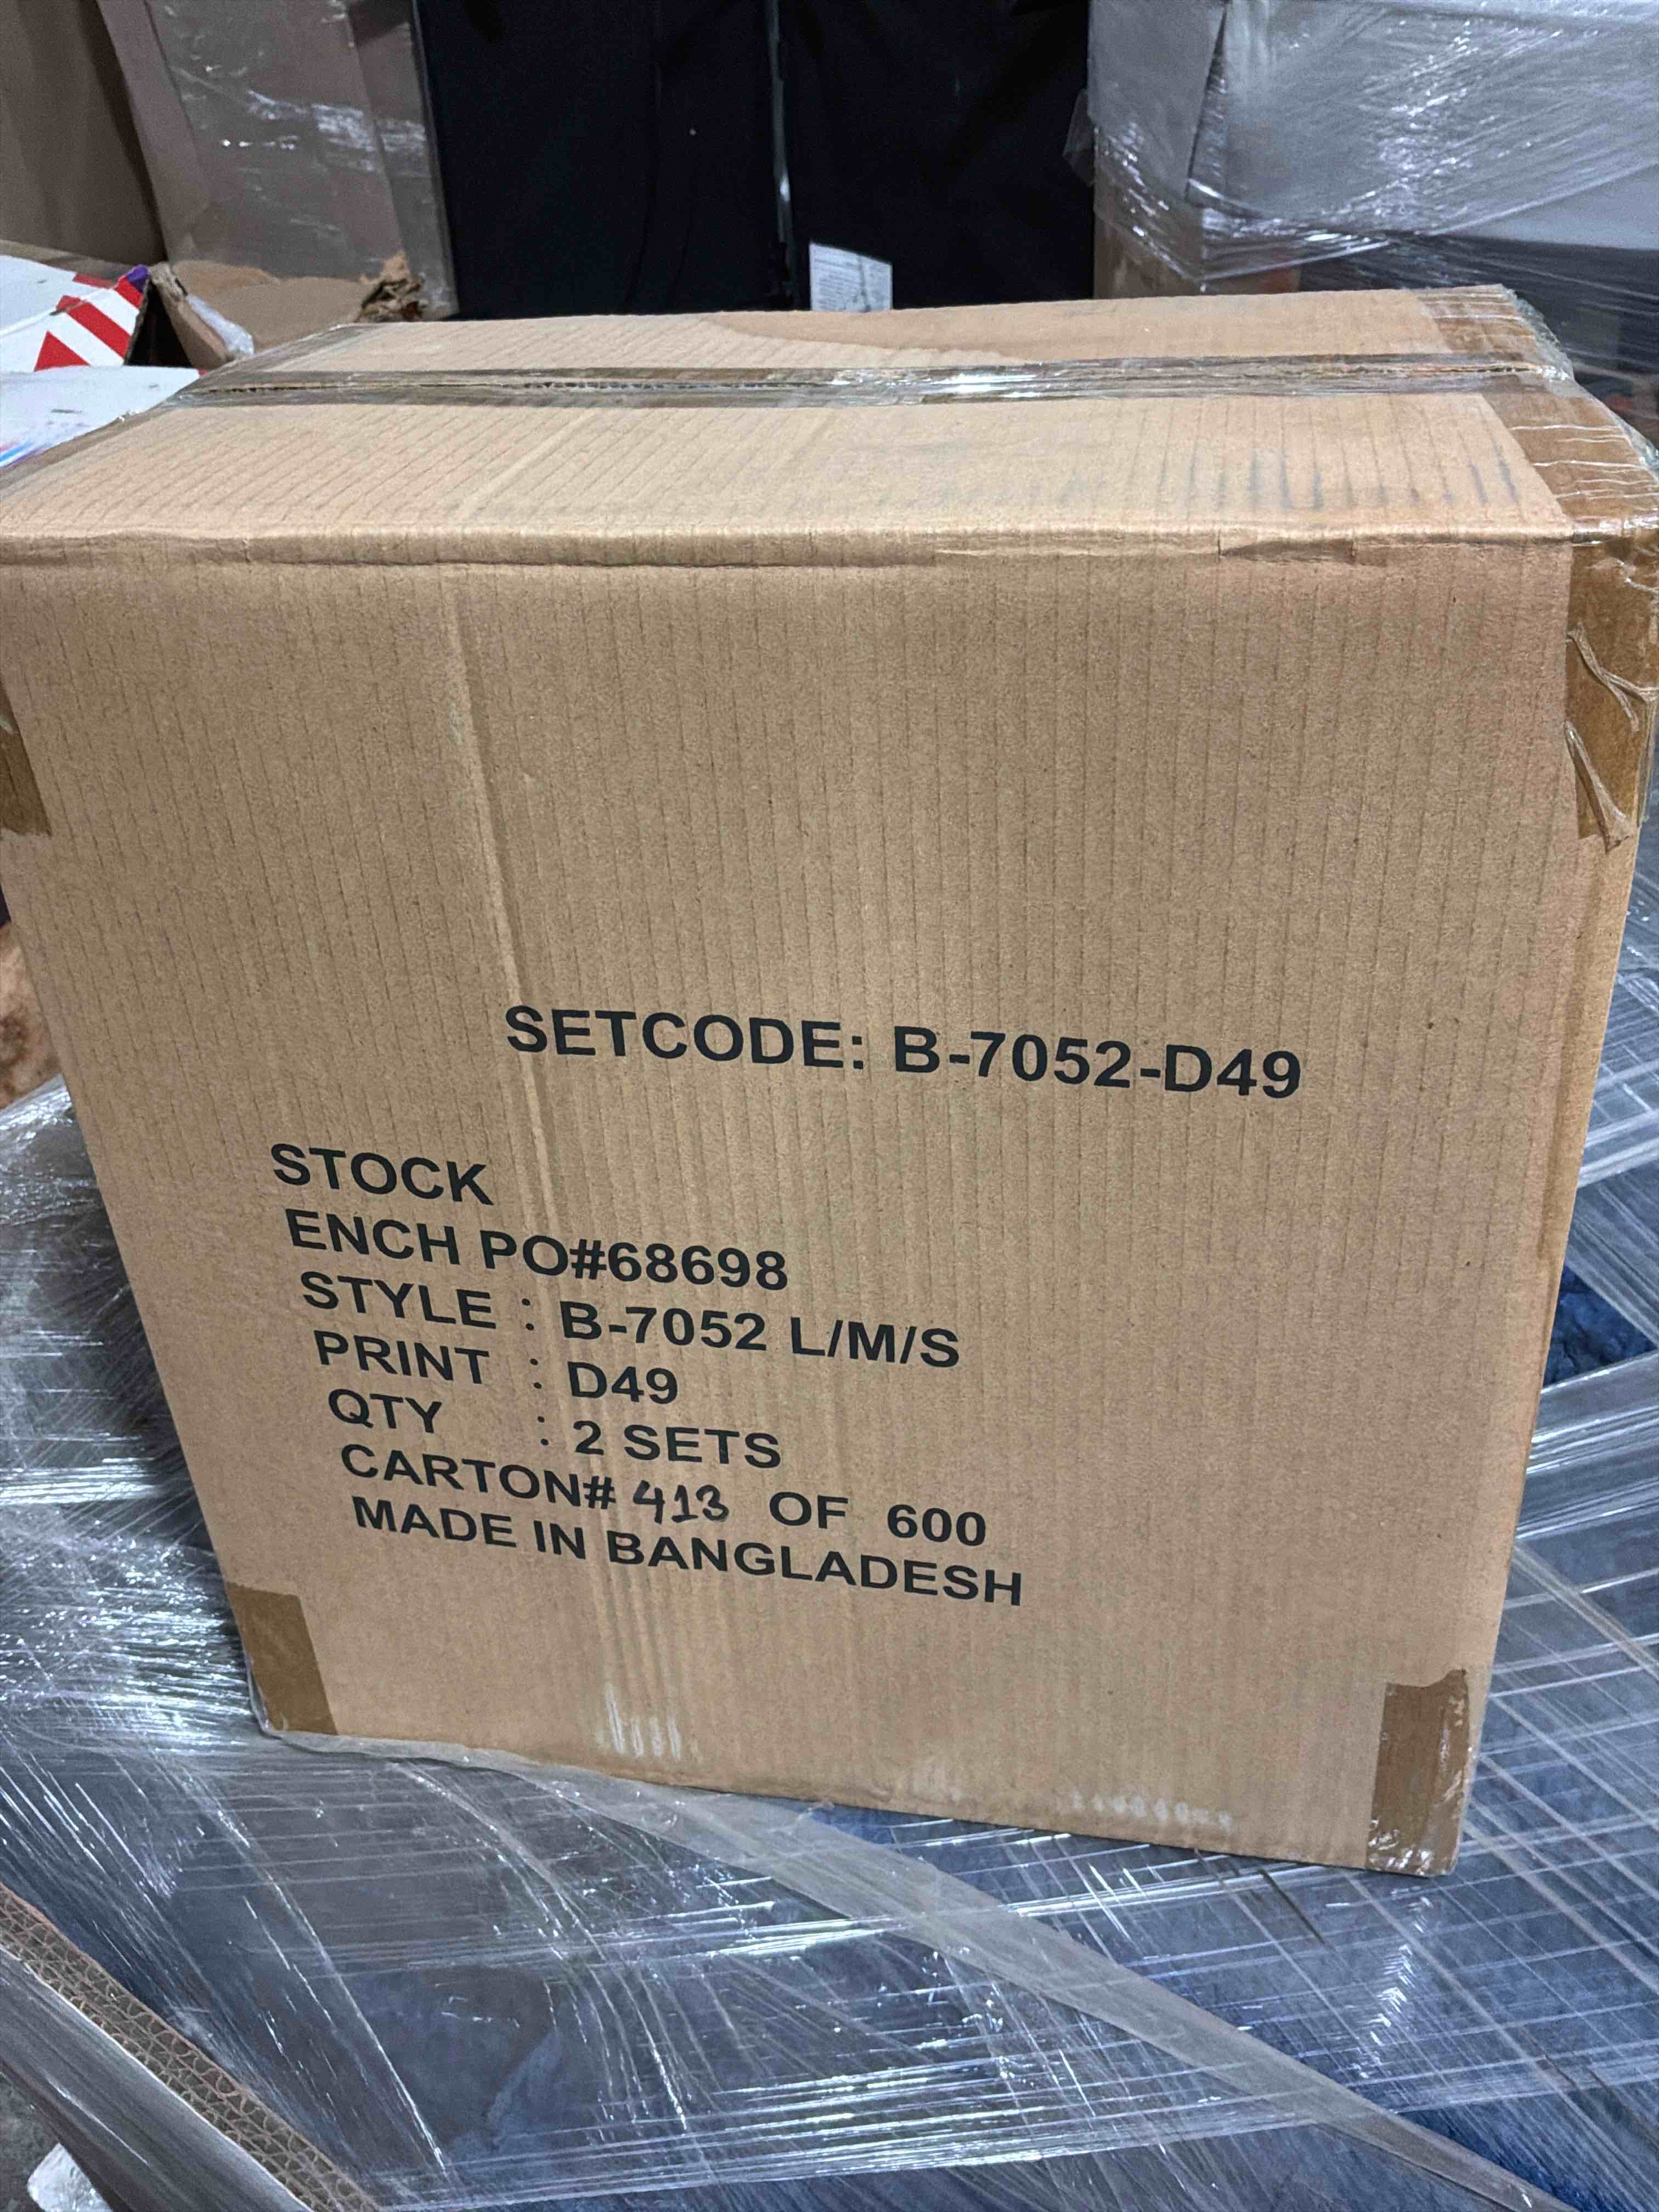 SETCODE: B-7052-D49
STOCK
ENCH PO#68698
STYLE : B-7052 L/M/S
PRINT : D49
QTY : 2 SETS
CARTON# 413 OF 600
MADE IN BANGLADESH